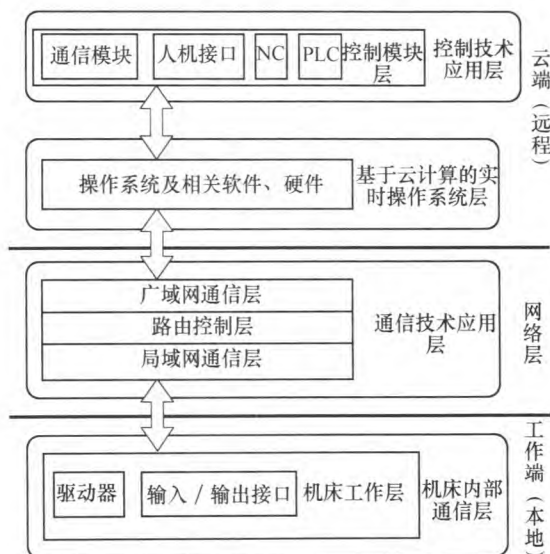 通信模块 人机接口 NC PLC 控制模块层 控制技术应用层
云端（远程）
操作系统及相关软件、硬件 基于云计算的实时操作系统层
广域网通信层
路由控制层
局域网通信层
通信技术应用层
网络层
驱动器 输入/输出接口 机床工作层 机床内部通信层
工作端（本地